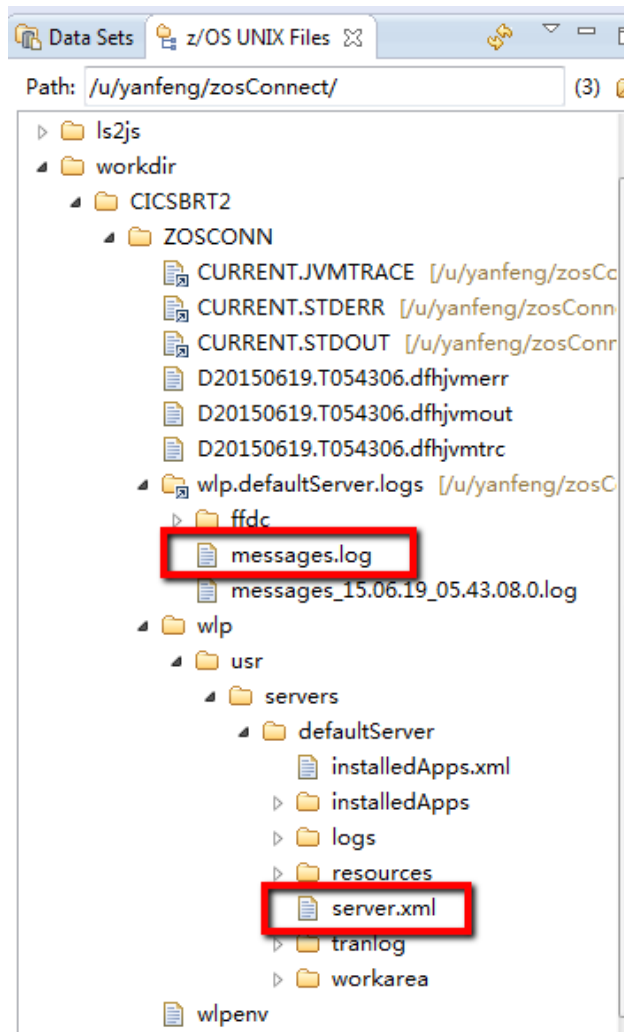 Data Sets z/OS UNIX Files
Path: /u/yanfeng/zosConnect/ (3)
ls2js
workdir
CICSBRT2
ZOSCONN
CURRENT.JVMTRACE [/u/yanfeng/zosCc
CURRENT.STDERR [/u/yanfeng/zosConn
CURRENT.STDOUT [/u/yanfeng/zosConr
D20150619.T054306.dfhjvmerr
D20150619.T054306.dfhjvmout
D20150619.T054306.dfhjvmtrc
wlp.defaultServer.logs [/u/yanfeng/zosC
ffdc
messages.log
messages_15.06.19_05.43.08.0.log
wlp
usr
servers
defaultServer
installedApps.xml
installedApps
logs
resources
server.xml
tranlog
workarea
wlpenv